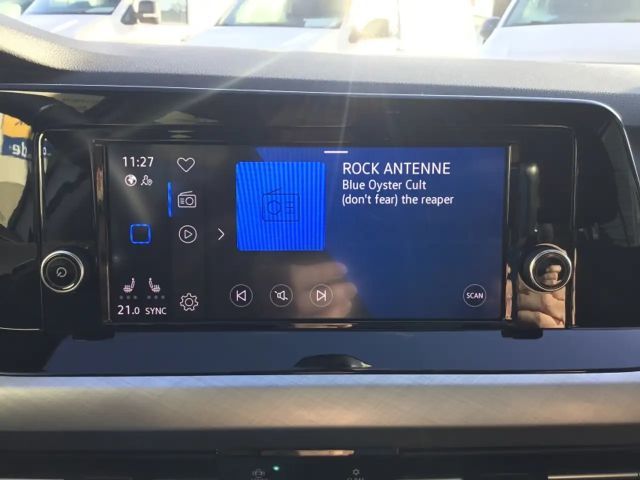 11:27
ROCK ANTENNE
Blue Oyster Cult
(don't fear) the reaper
SCAN
21.0 SYNC